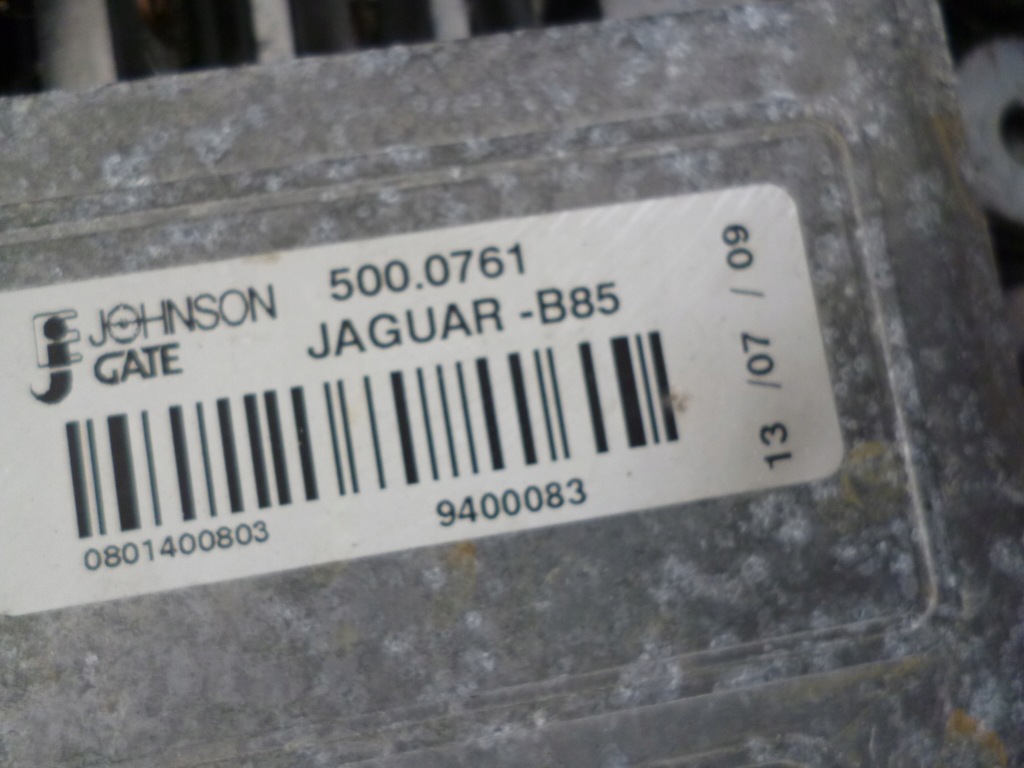 JOHNSON
GATE
500.0761
JAGUAR -B85
0801400803
9400083
13 /07 / 09